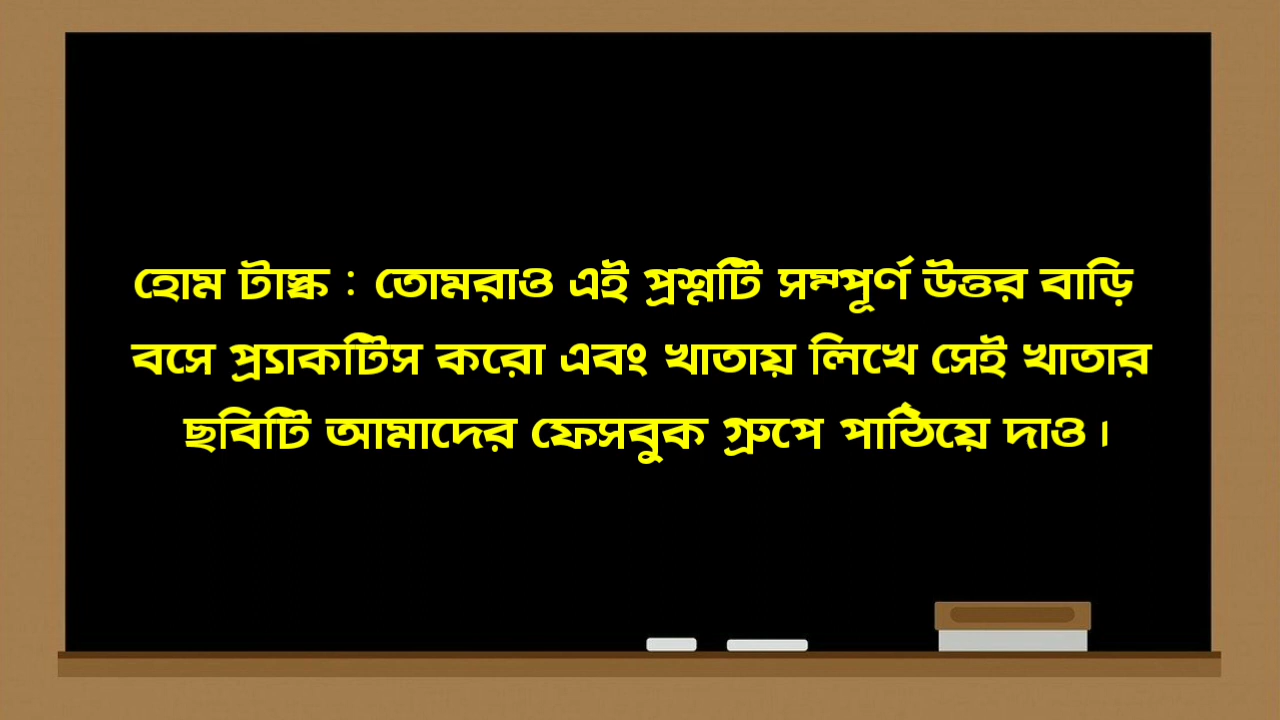 হোম টাস্ক : তোমরাও এই প্রশ্নটি সম্পূর্ণ উত্তর বাড়ি
বসে প্র্যাকটিস করো এবং খাতায় লিখে সেই খাতার
ছবিটি আমাদের ফেসবুক গ্রুপে পাঠিয়ে দাও।